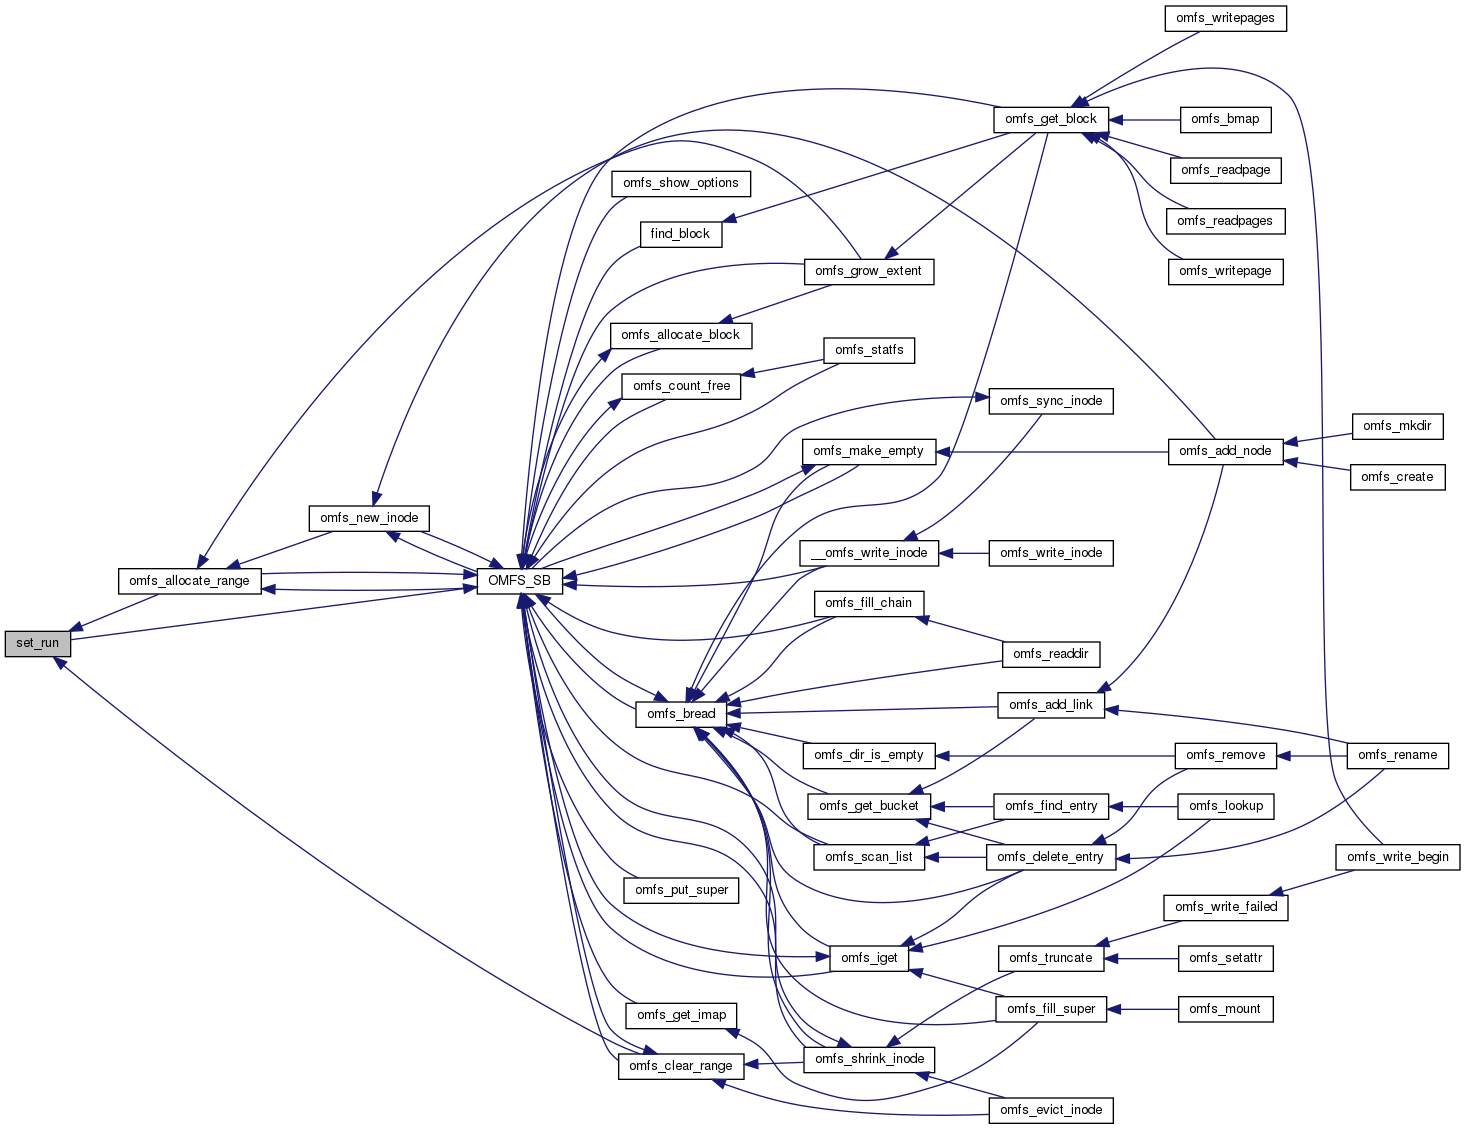 omfs_writepages
omfs_get_block
omfs_bmap
omfs_readpage
omfs_show_options
omfs_readpages
find_block
omfs_grow_extent
omfs_writepage
omfs_allocate_block
omfs_statfs
omfs_count_free
omfs_sync_inode
omfs_mkdir
omfs_make_empty
omfs_add_node
omfs_create
omfs_new_inode
__omfs_write_inode
omfs_write_inode
omfs_allocate_range
OMFS_SB
omfs_fill_chain
set_run
omfs_readdir
omfs_bread
omfs_add_link
omfs_dir_is_empty
omfs_remove
omfs_rename
omfs_get_bucket
omfs_find_entry
omfs_lookup
omfs_scan_list
omfs_delete_entry
omfs_write_begin
omfs_put_super
omfs_write_failed
omfs_iget
omfs_truncate
omfs_setattr
omfs_get_imap
omfs_fill_super
omfs_mount
omfs_clear_range
omfs_shrink_inode
omfs_evict_inode